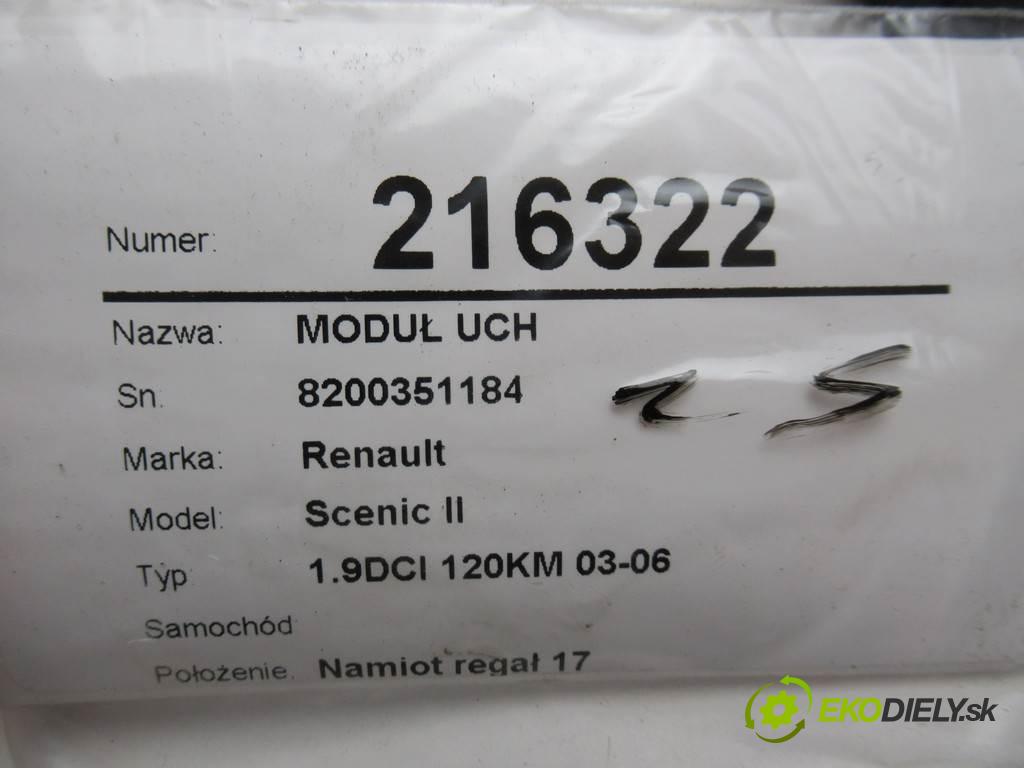 Numer: 216322
Nazwa: MODUŁ UCH
Sn: 8200351184
25
Marka: Renault
Model: Scenic II
Typ 1.9DCI 120KM 03-06
Samochód
Położenie. Namiot regał 17
EKODIELY.sk